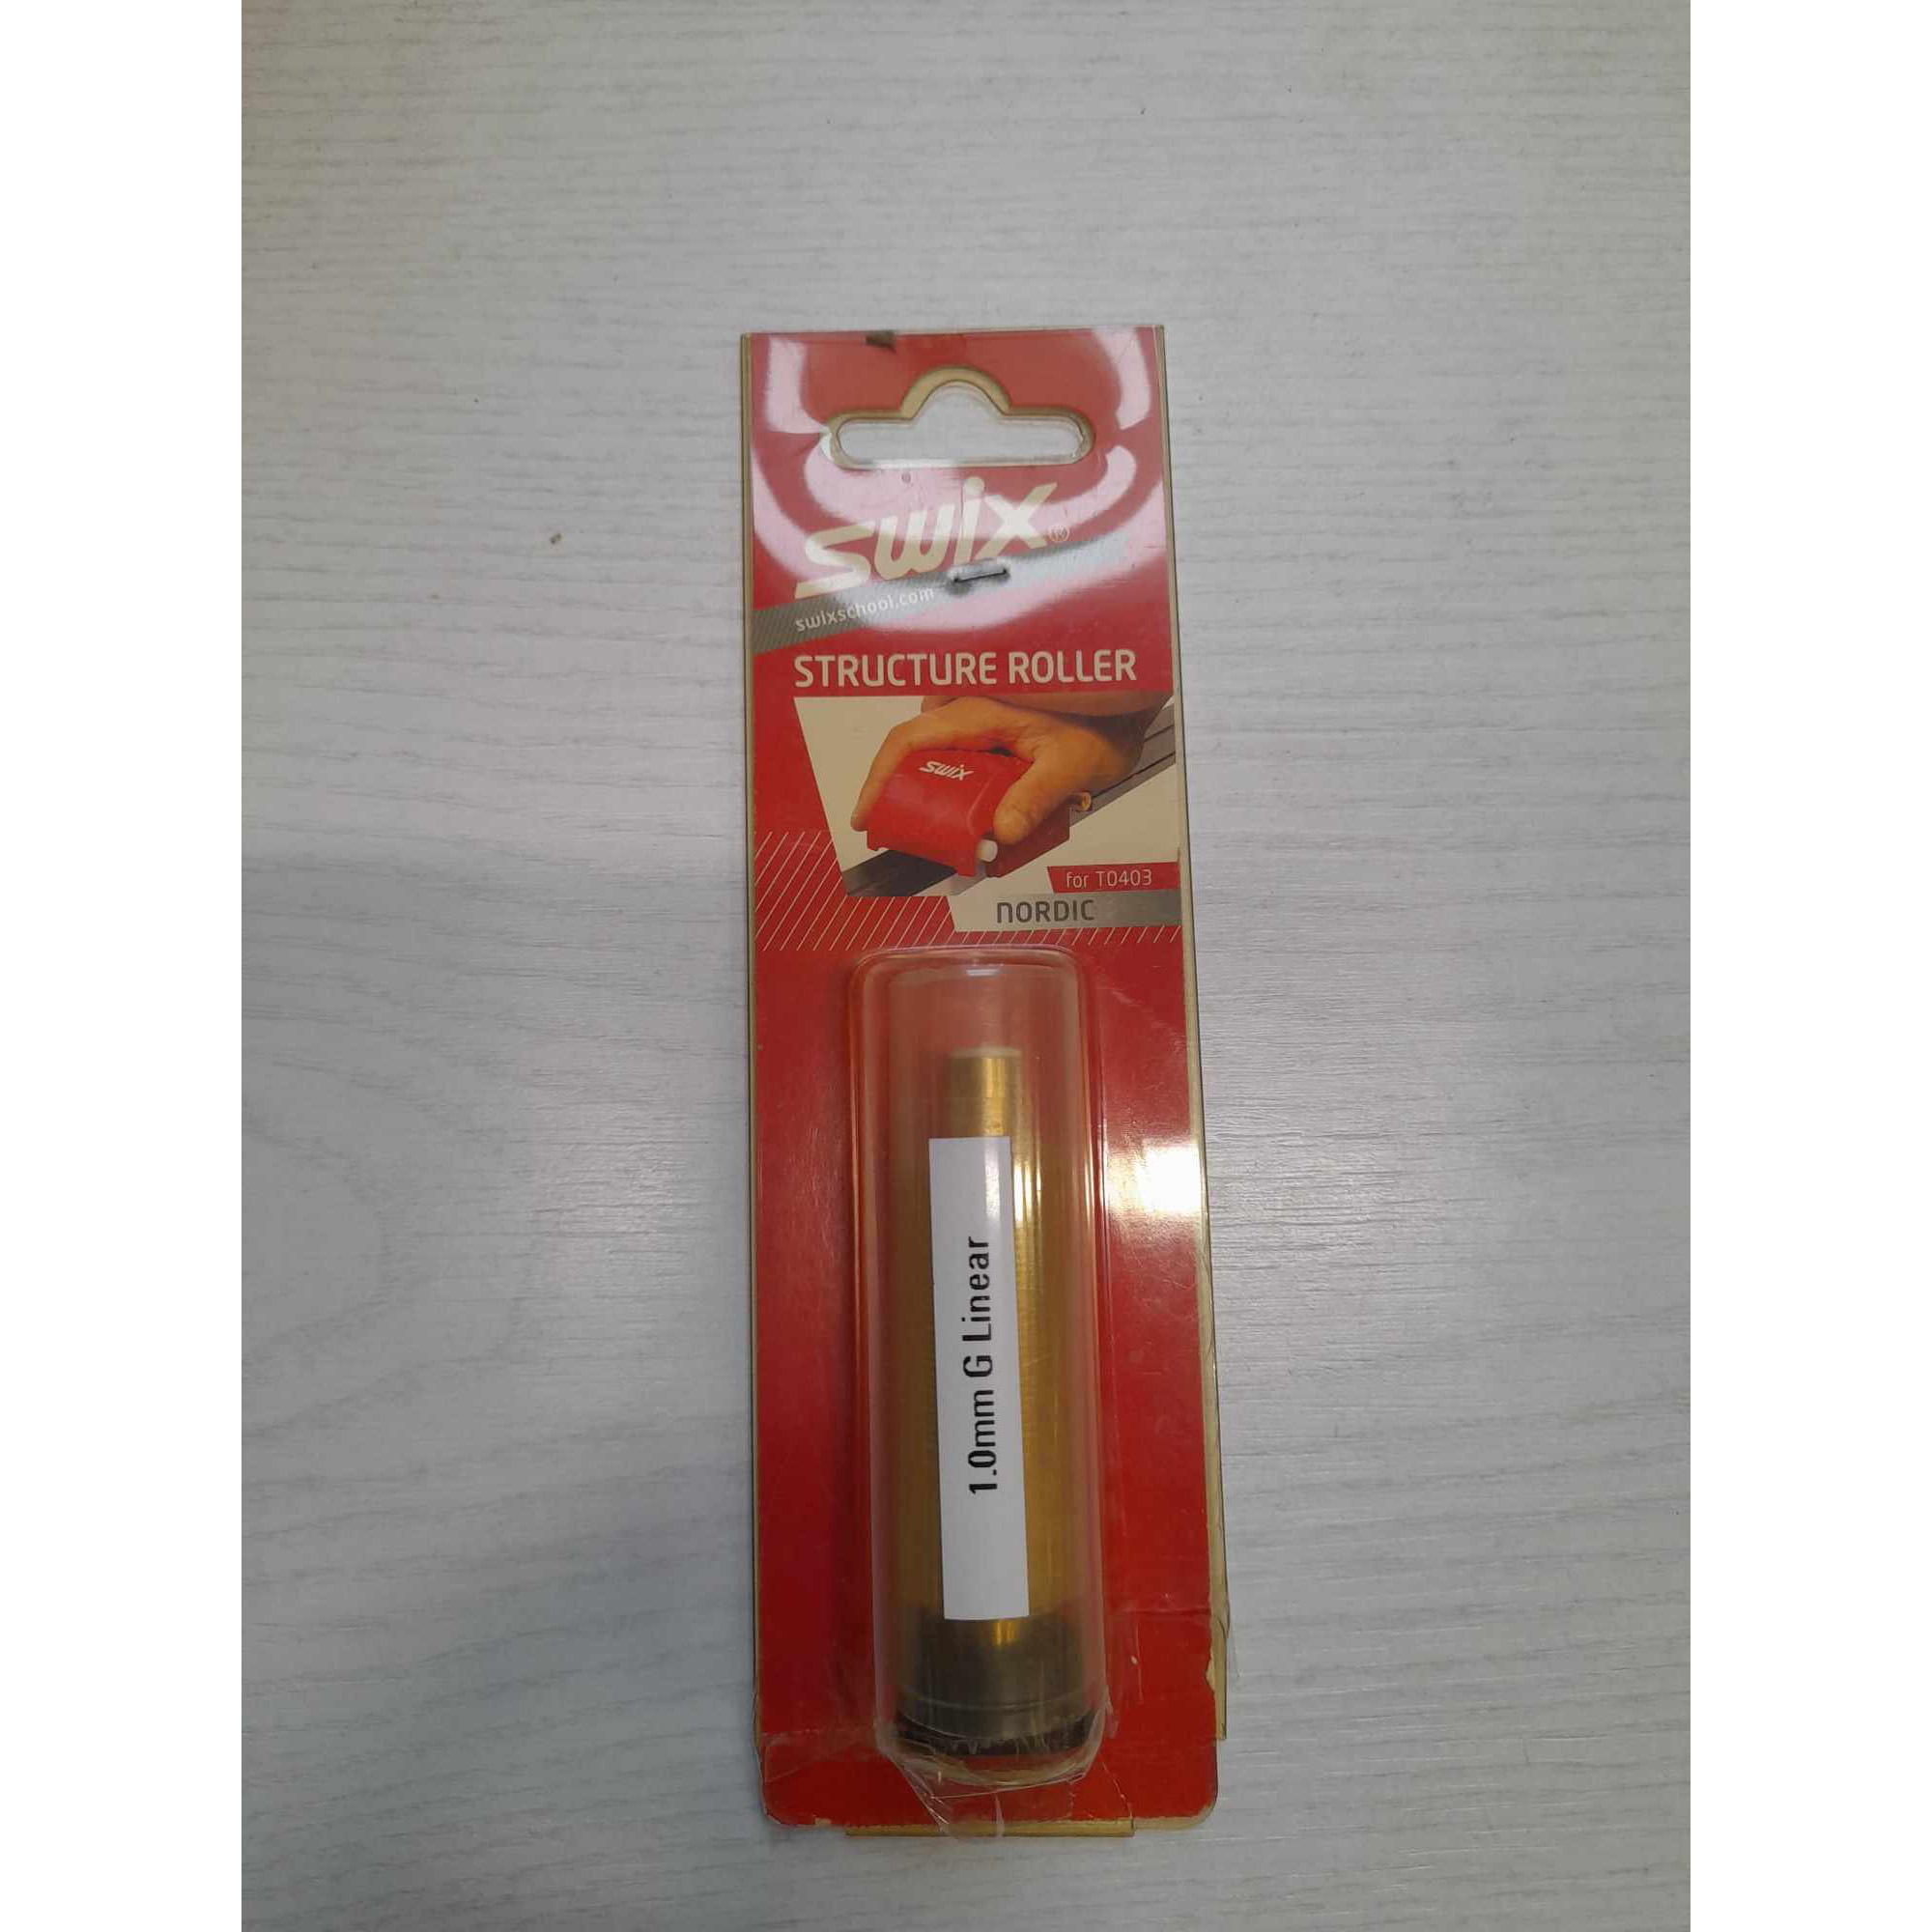 swix®
swixschool.com
STRUCTURE ROLLER
swix
for T0403
NORDIC
1.0mm G Linear